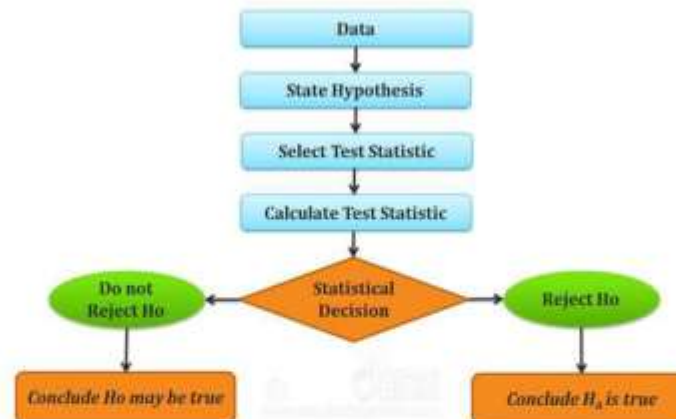 Data
State Hypothesis
Select Test Statistic
Calculate Test Statistic
Statistical
Decision
Do not
Reject Ho
Reject Ho
Conclude Ho may be true
Conclude Hₐ is true